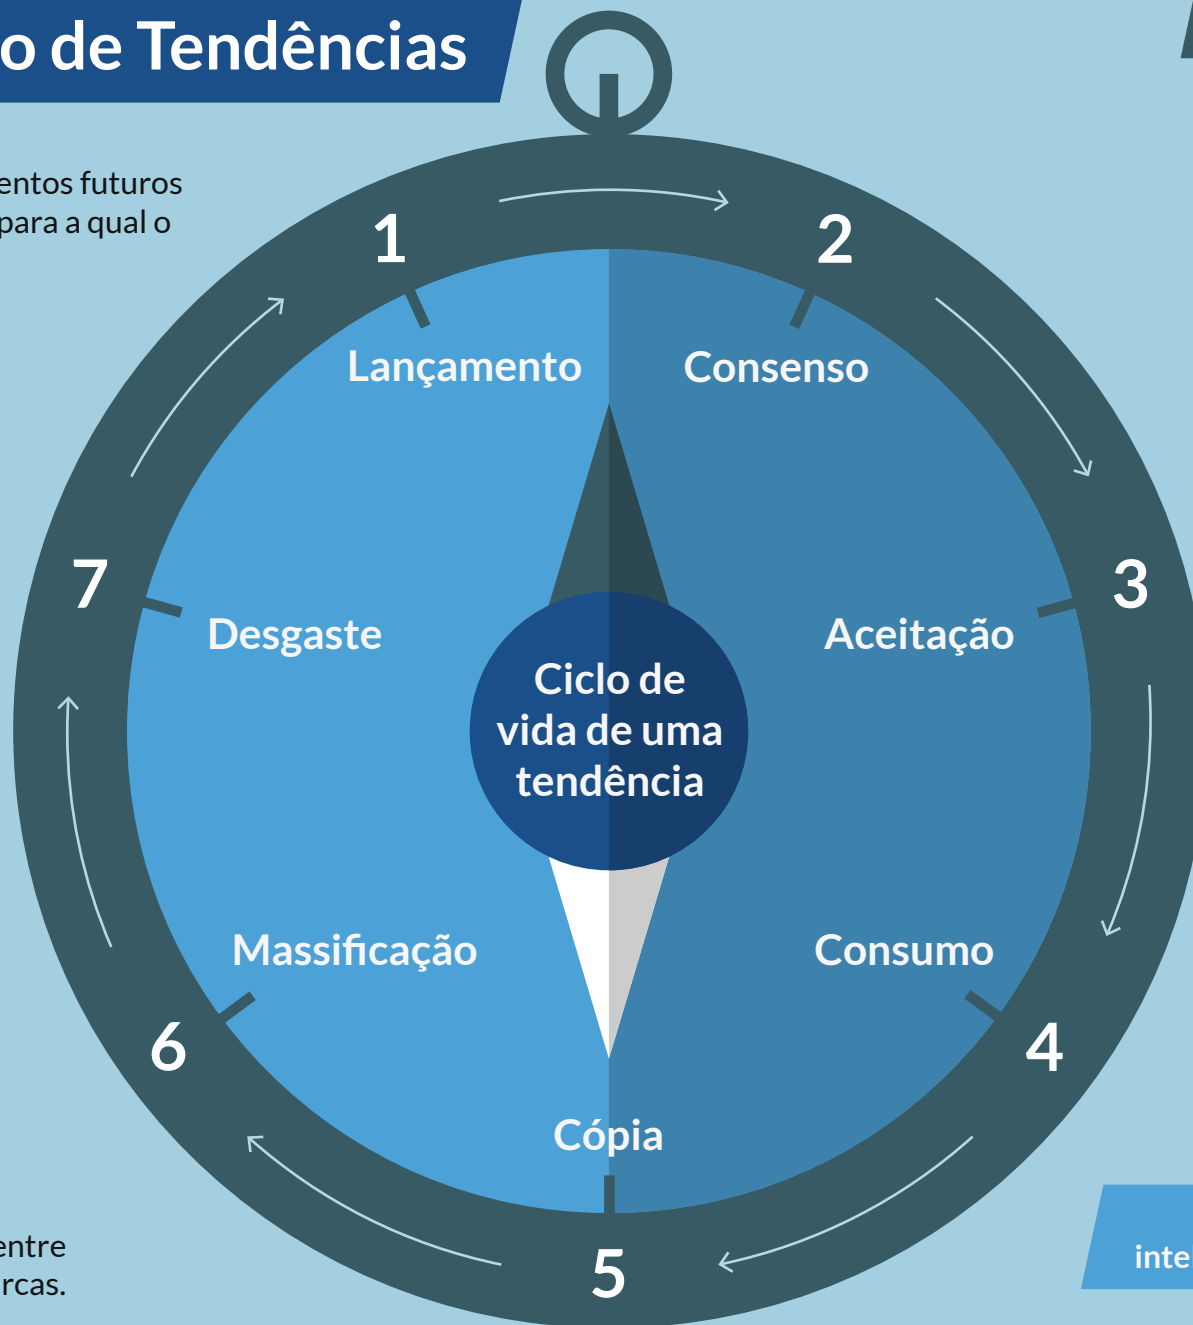 o de Tendências
entos futuros
para a qual o
1
2
Lançamento
Consenso
7
3
Desgaste
Aceitação
Ciclo de
vida de uma
tendência
Massificação
Consumo
6
4
Cópia
5
entre
rcas.
inte